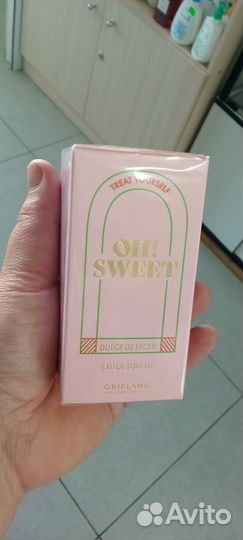 TREAT YOURSELF
OH!
SWEET
DULCE DE LECHE
EAU DE TOILETTE
ORIFLAME
Avito